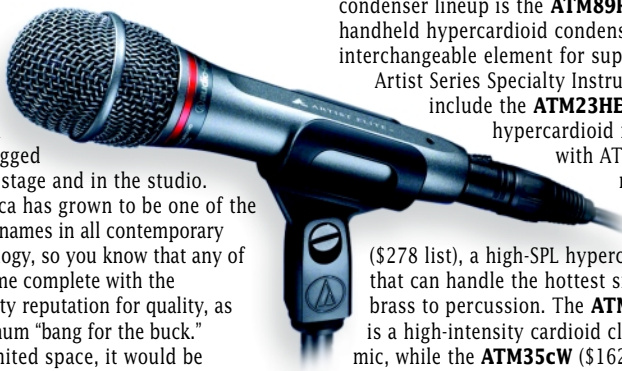 gged
stage and in the studio.
ca has grown to be one of the
names in all contemporary
ogy, so you know that any of
me complete with the
ty reputation for quality, as
num “bang for the buck.”
nited space, it would be
ARTIST ELITE
condenser lineup is the
handheld hypercardioid condens
interchangeable element for sup
Artist Series Specialty Instru
include the ATM23HE
hypercardioid
with AT
($278 list), a high-SPL hyperc
that can handle the hottest s
brass to percussion. The ATM
is a high-intensity cardioid cl
mic, while the ATM35cW ($162